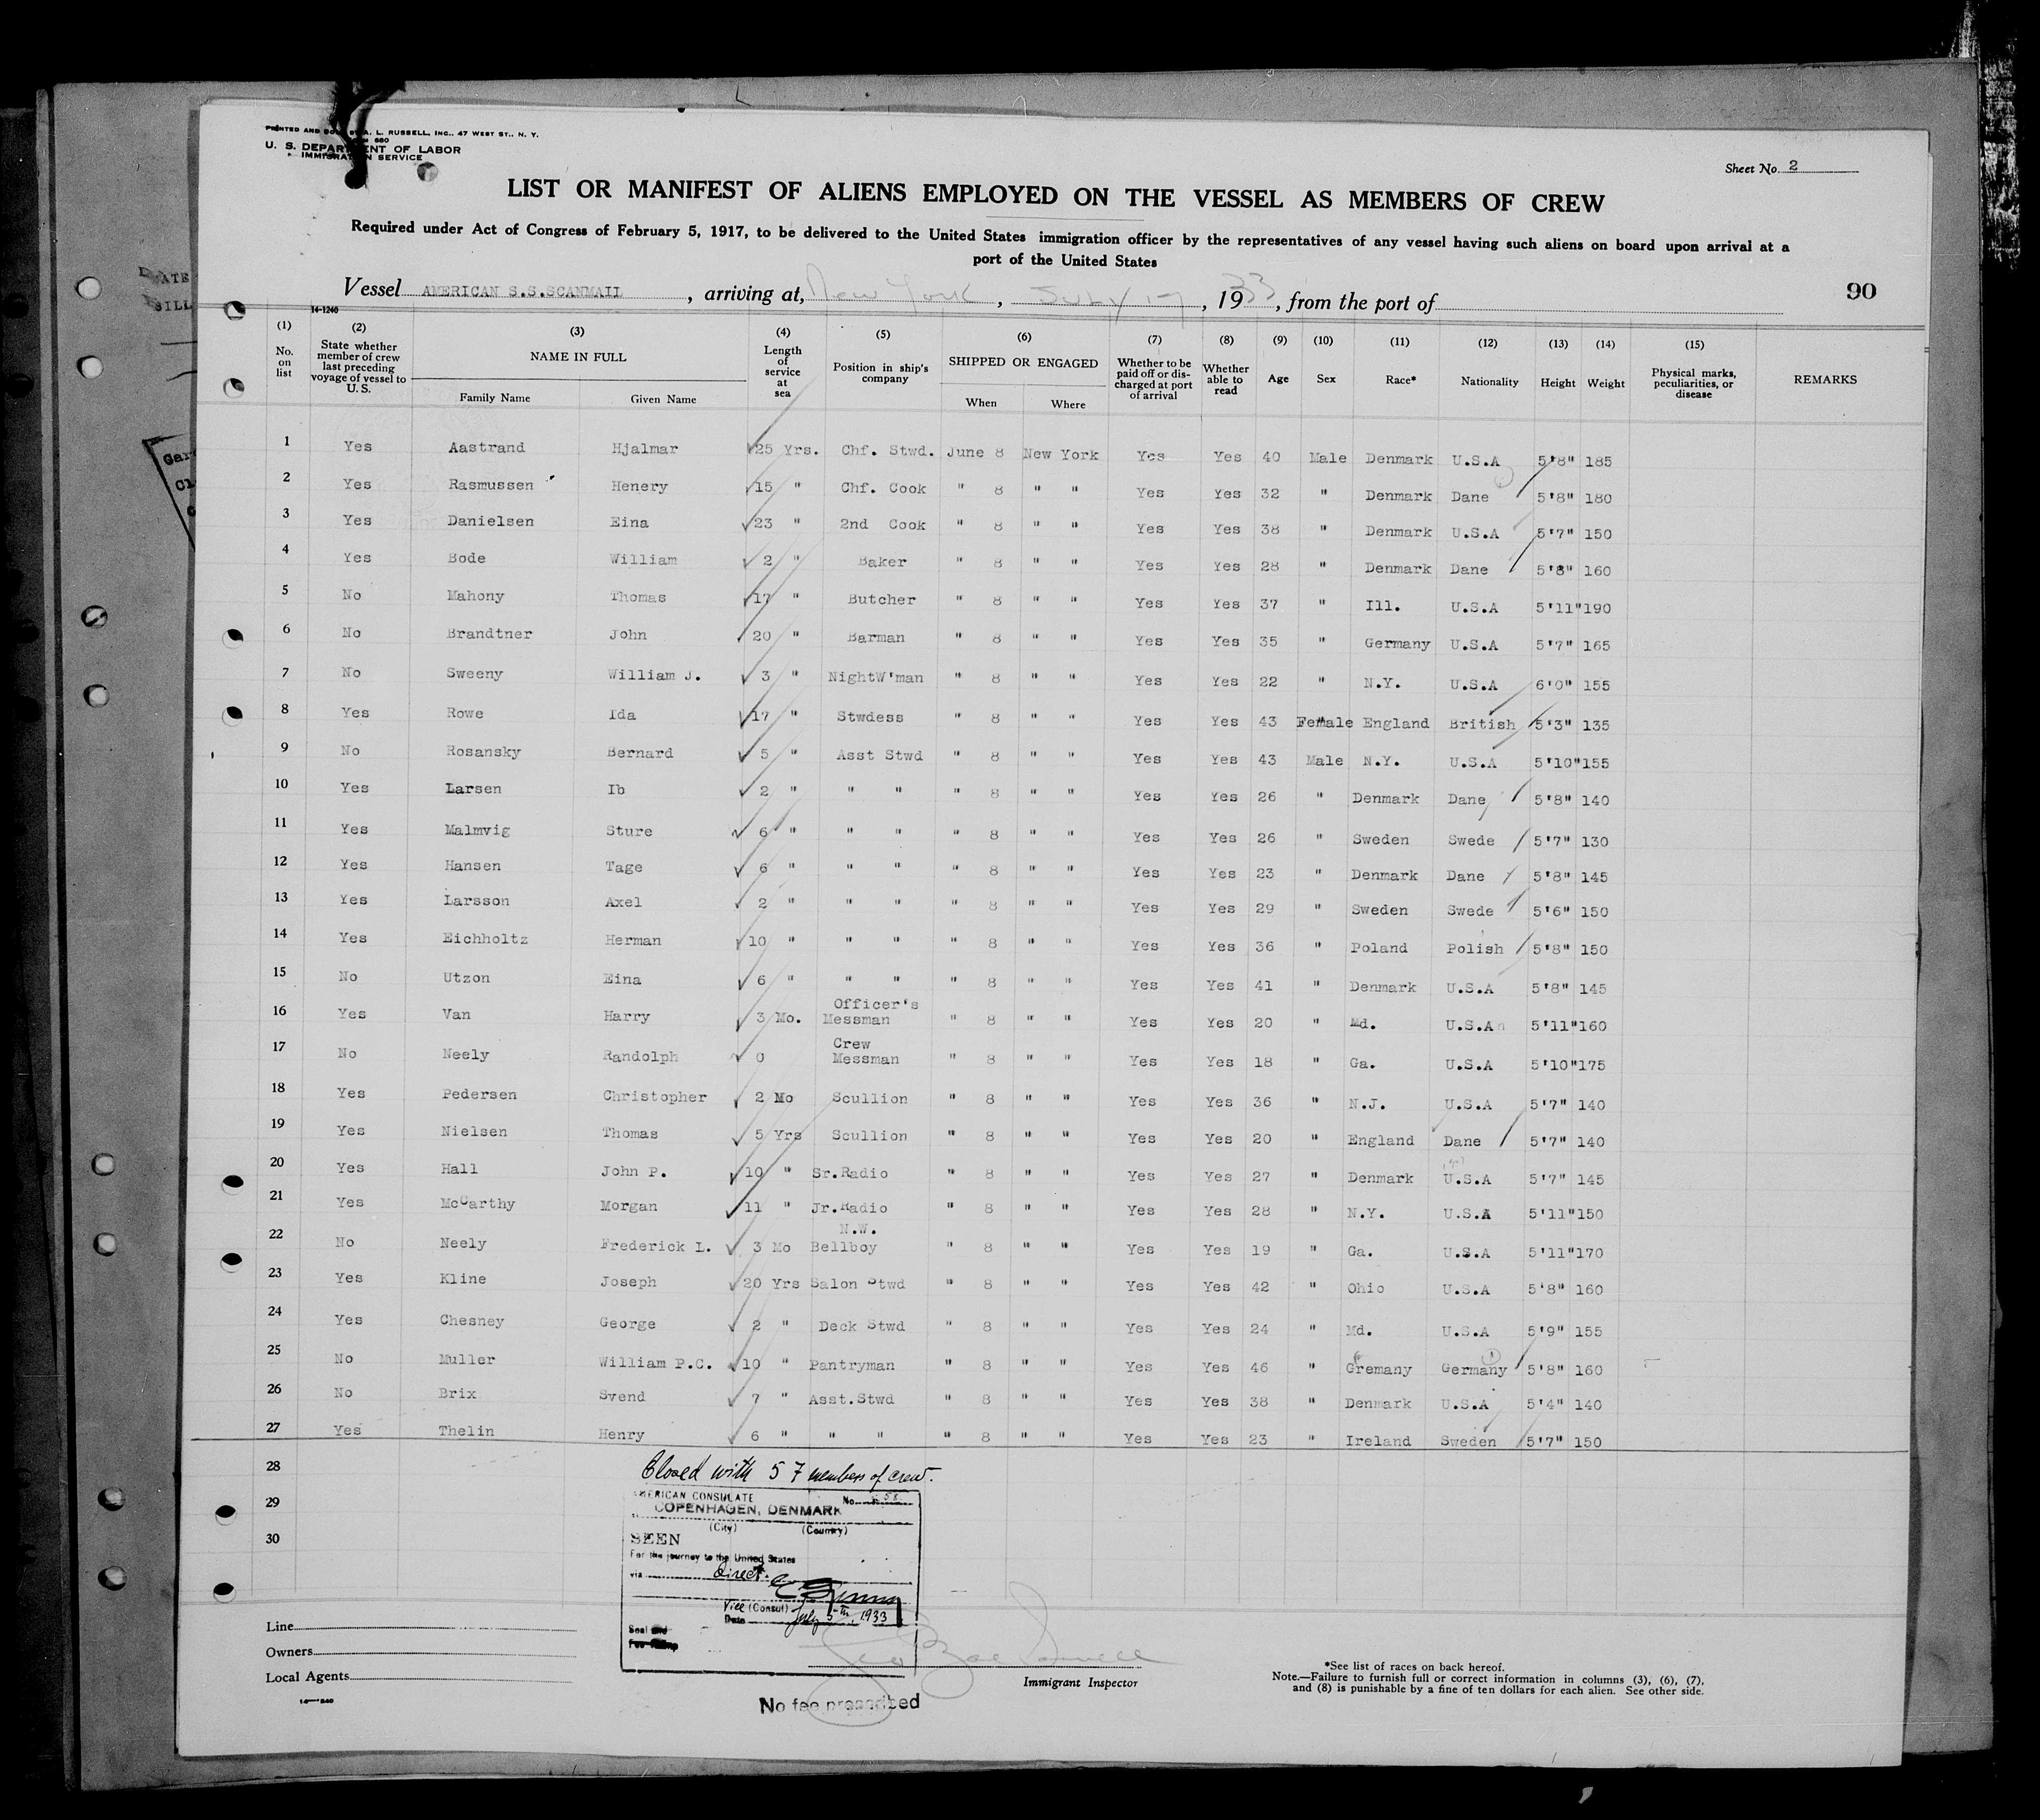 PRINTED AND SOLD BY A. L. RUSSELL, INC., 47 WEST ST., N. Y.
680
U. S. DEPARTMENT OF LABOR
IMMIGRATION SERVICE
Sheet No. 2
LIST OR MANIFEST OF ALIENS EMPLOYED ON THE VESSEL AS MEMBERS OF CREW
Required under Act of Congress of February 5, 1917, to be delivered to the United States immigration officer by the representatives of any vessel having such aliens on board upon arrival at a
port of the United States
Vessel AMERICAN S.S.SCANMAIL, arriving at, New York, July 17, 1933, from the port of
90
14-1240
(1) No. on list (2) State whether member of crew last preceding voyage of vessel to U. S. (3) NAME IN FULL Family Name Given Name (4) Length of service at sea (5) Position in ship's company (6) SHIPPED OR ENGAGED When Where (7) Whether to be paid off or discharged at port of arrival (8) Whether able to read (9) Age (10) Sex (11) Race* (12) Nationality (13) Height (14) Weight (15) Physical marks, peculiarities, or disease REMARKS
1 Yes Aastrand Hjalmar 25 Yrs. Chf. Stwd. June 8 New York Yes Yes 40 Male Denmark U.S.A 5'8" 185
2 Yes Rasmussen Henery 15 " Chf. Cook " 8 " " Yes Yes 32 " Denmark Dane 5'8" 180
3 Yes Danielsen Eina 23 " 2nd Cook " 8 " " Yes Yes 38 " Denmark U.S.A 5'7" 150
4 Yes Bode William 2 " Baker " 8 " " Yes Yes 28 " Denmark Dane 5'8" 160
5 No Mahony Thomas 17 " Butcher " 8 " " Yes Yes 37 " Ill. U.S.A 5'11" 190
6 No Brandtner John 20 " Barman " 8 " " Yes Yes 35 " Germany U.S.A 5'7" 165
7 No Sweeny William J. 3 " NightW'man " 8 " " Yes Yes 22 " N.Y. U.S.A 6'0" 155
8 Yes Rowe Ida 17 " Stwdess " 8 " " Yes Yes 43 Female England British 5'3" 135
9 No Rosansky Bernard 5 " Asst Stwd " 8 " " Yes Yes 43 Male N.Y. U.S.A 5'10" 155
10 Yes Larsen Ib 2 " " " " 8 " " Yes Yes 26 " Denmark Dane 5'8" 140
11 Yes Malmvig Sture 6 " " " " 8 " " Yes Yes 26 " Sweden Swede 5'7" 130
12 Yes Hansen Tage 6 " " " " 8 " " Yes Yes 23 " Denmark Dane 5'8" 145
13 Yes Larsson Axel 2 " " " " 8 " " Yes Yes 29 " Sweden Swede 5'6" 150
14 Yes Eichholtz Herman 10 " " " " 8 " " Yes Yes 36 " Poland Polish 5'8" 150
15 No Utzon Eina 6 " " " " 8 " " Yes Yes 41 " Denmark U.S.A 5'8" 145
16 Yes Van Harry 3 Mo. Officer's Messman " 8 " " Yes Yes 20 " Md. U.S.A 5'11" 160
17 No Neely Randolph 0 Crew Messman " 8 " " Yes Yes 18 " Ga. U.S.A 5'10" 175
18 Yes Pedersen Christopher 2 Mo Scullion " 8 " " Yes Yes 36 " N.J. U.S.A 5'7" 140
19 Yes Nielsen Thomas 5 Yrs Scullion " 8 " " Yes Yes 20 " England Dane 5'7" 140
20 Yes Hall John P. 10 " Sr.Radio " 8 " " Yes Yes 27 " Denmark U.S.A 5'7" 145
21 Yes McCarthy Morgan 11 " Jr.Radio " 8 " " Yes Yes 28 " N.Y. U.S.A 5'11" 150
22 No Neely Frederick L. 3 Mo N.W. Bellboy " 8 " " Yes Yes 19 " Ga. U.S.A 5'11" 170
23 Yes Kline Joseph 20 Yrs Salon Stwd " 8 " " Yes Yes 42 " Ohio U.S.A 5'8" 160
24 Yes Chesney George 2 " Deck Stwd " 8 " " Yes Yes 24 " Md. U.S.A 5'9" 155
25 No Muller William P.C. 10 " Pantryman " 8 " " Yes Yes 46 " Gremany Germany 5'8" 160
26 No Brix Svend 7 " Asst.Stwd " 8 " " Yes Yes 38 " Denmark U.S.A 5'4" 140
27 Yes Thelin Henry 6 " " " " 8 " " Yes Yes 23 " Ireland Sweden 5'7" 150
28
29
30
Closed with 57 members of crew.
AMERICAN CONSULATE No.
COPENHAGEN, DENMARK
(City) (Country)
SEEN
For the journey to the United States
via direct.
Vice (Consul)
Date July 5th, 1933
Seal and
Line
Owners
Local Agents
Immigrant Inspector
No fee prescribed
*See list of races on back hereof.
Note.—Failure to furnish full or correct information in columns (3), (6), (7),
and (8) is punishable by a fine of ten dollars for each alien. See other side.